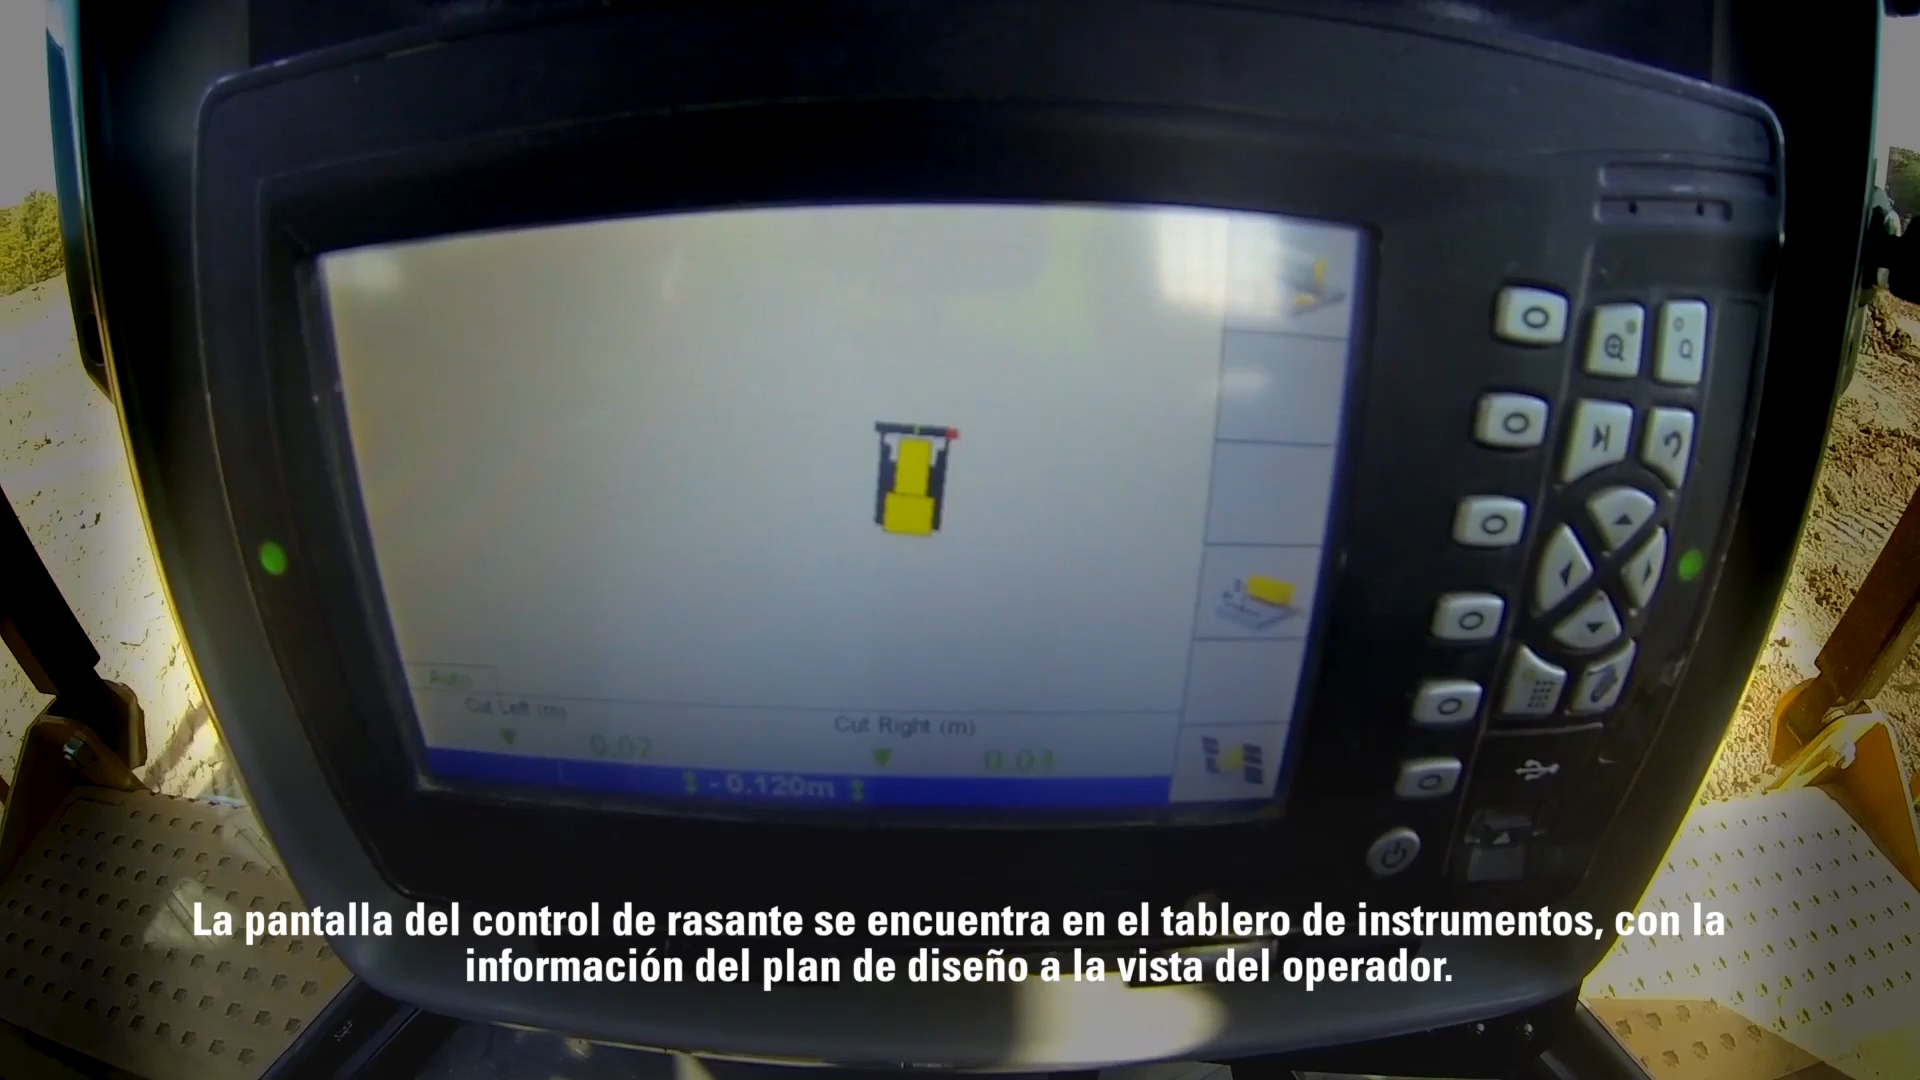 Auto
Cut Left (m)
Cut Right (m)
0.02
0.03
- 0.120m
La pantalla del control de rasante se encuentra en el tablero de instrumentos, con la
información del plan de diseño a la vista del operador.